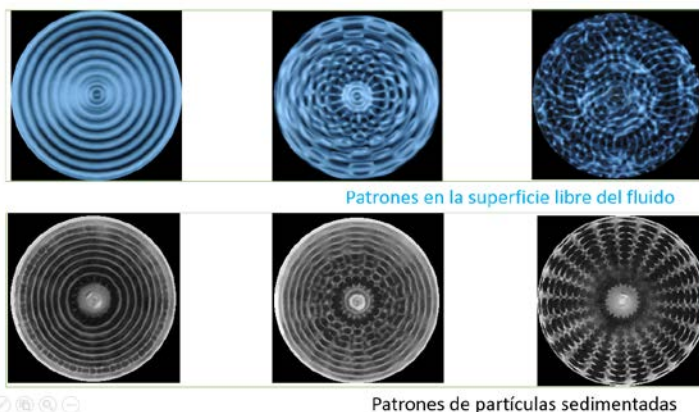 Patrones en la superficie libre del fluido
Patrones de partículas sedimentadas